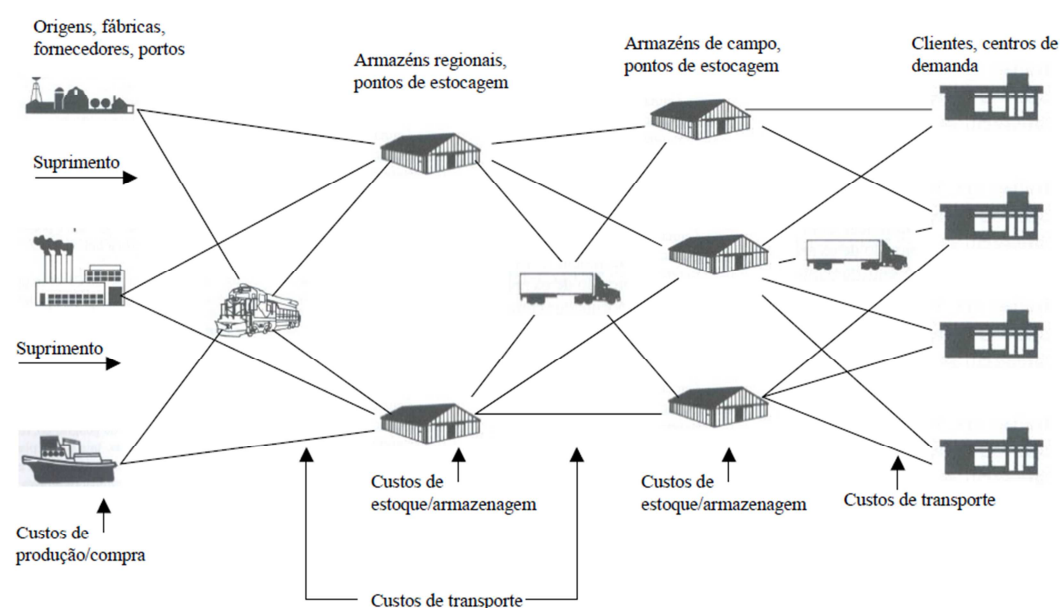 Origens, fábricas,
fornecedores, portos
Armazéns regionais,
pontos de estocagem
Armazéns de campo,
pontos de estocagem
Clientes, centros de
demanda
Suprimento
Suprimento
Custos de
produção/compra
Custos de
estoque/armazenagem
Custos de
estoque/armazenagem
Custos de transporte
Custos de transporte